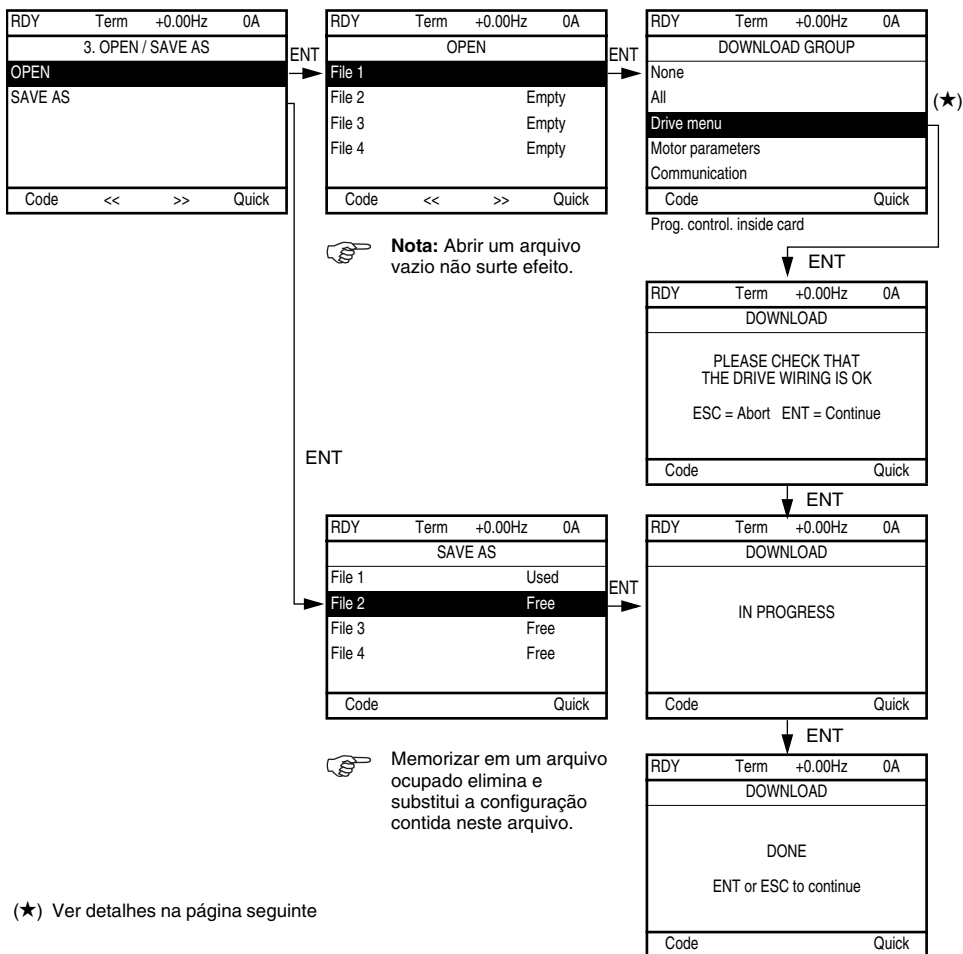 RDY Term +0.00Hz 0A
3. OPEN / SAVE AS
OPEN
SAVE AS
Code << >> Quick
ENT
RDY Term +0.00Hz 0A
OPEN
File 1
File 2 Empty
File 3 Empty
File 4 Empty
Code << >> Quick
Nota: Abrir um arquivo
vazio não surte efeito.
ENT
RDY Term +0.00Hz 0A
DOWNLOAD GROUP
None
All
Drive menu
Motor parameters
Communication
Code Quick
Prog. control. inside card
(★)
ENT
RDY Term +0.00Hz 0A
DOWNLOAD
PLEASE CHECK THAT
THE DRIVE WIRING IS OK
ESC = Abort ENT = Continue
Code Quick
ENT
ENT
RDY Term +0.00Hz 0A
SAVE AS
File 1 Used
File 2 Free
File 3 Free
File 4 Free
Code Quick
Memorizar em um arquivo
ocupado elimina e
substitui a configuração
contida neste arquivo.
ENT
RDY Term +0.00Hz 0A
DOWNLOAD
IN PROGRESS
Code Quick
ENT
RDY Term +0.00Hz 0A
DOWNLOAD
DONE
ENT or ESC to continue
Code Quick
(★) Ver detalhes na página seguinte